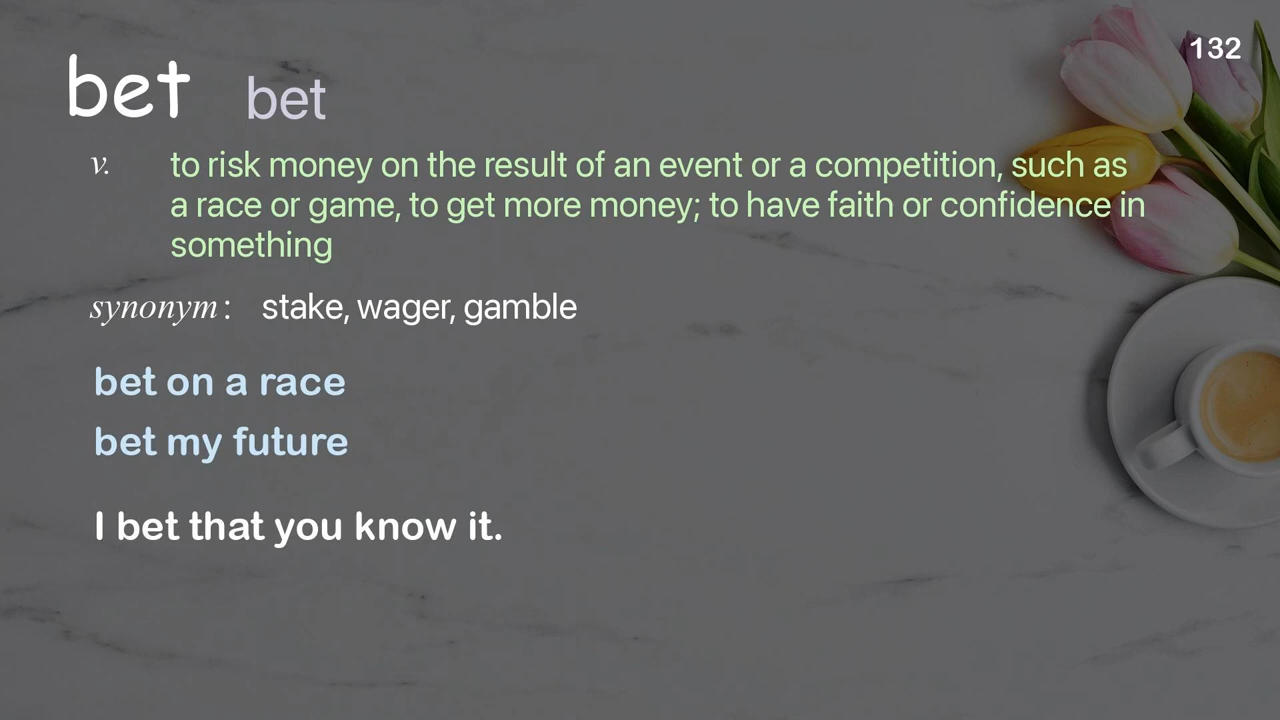 132
bet bet
v. to risk money on the result of an event or a competition, such as
a race or game, to get more money; to have faith or confidence in
something
synonym: stake, wager, gamble
bet on a race
bet my future
I bet that you know it.